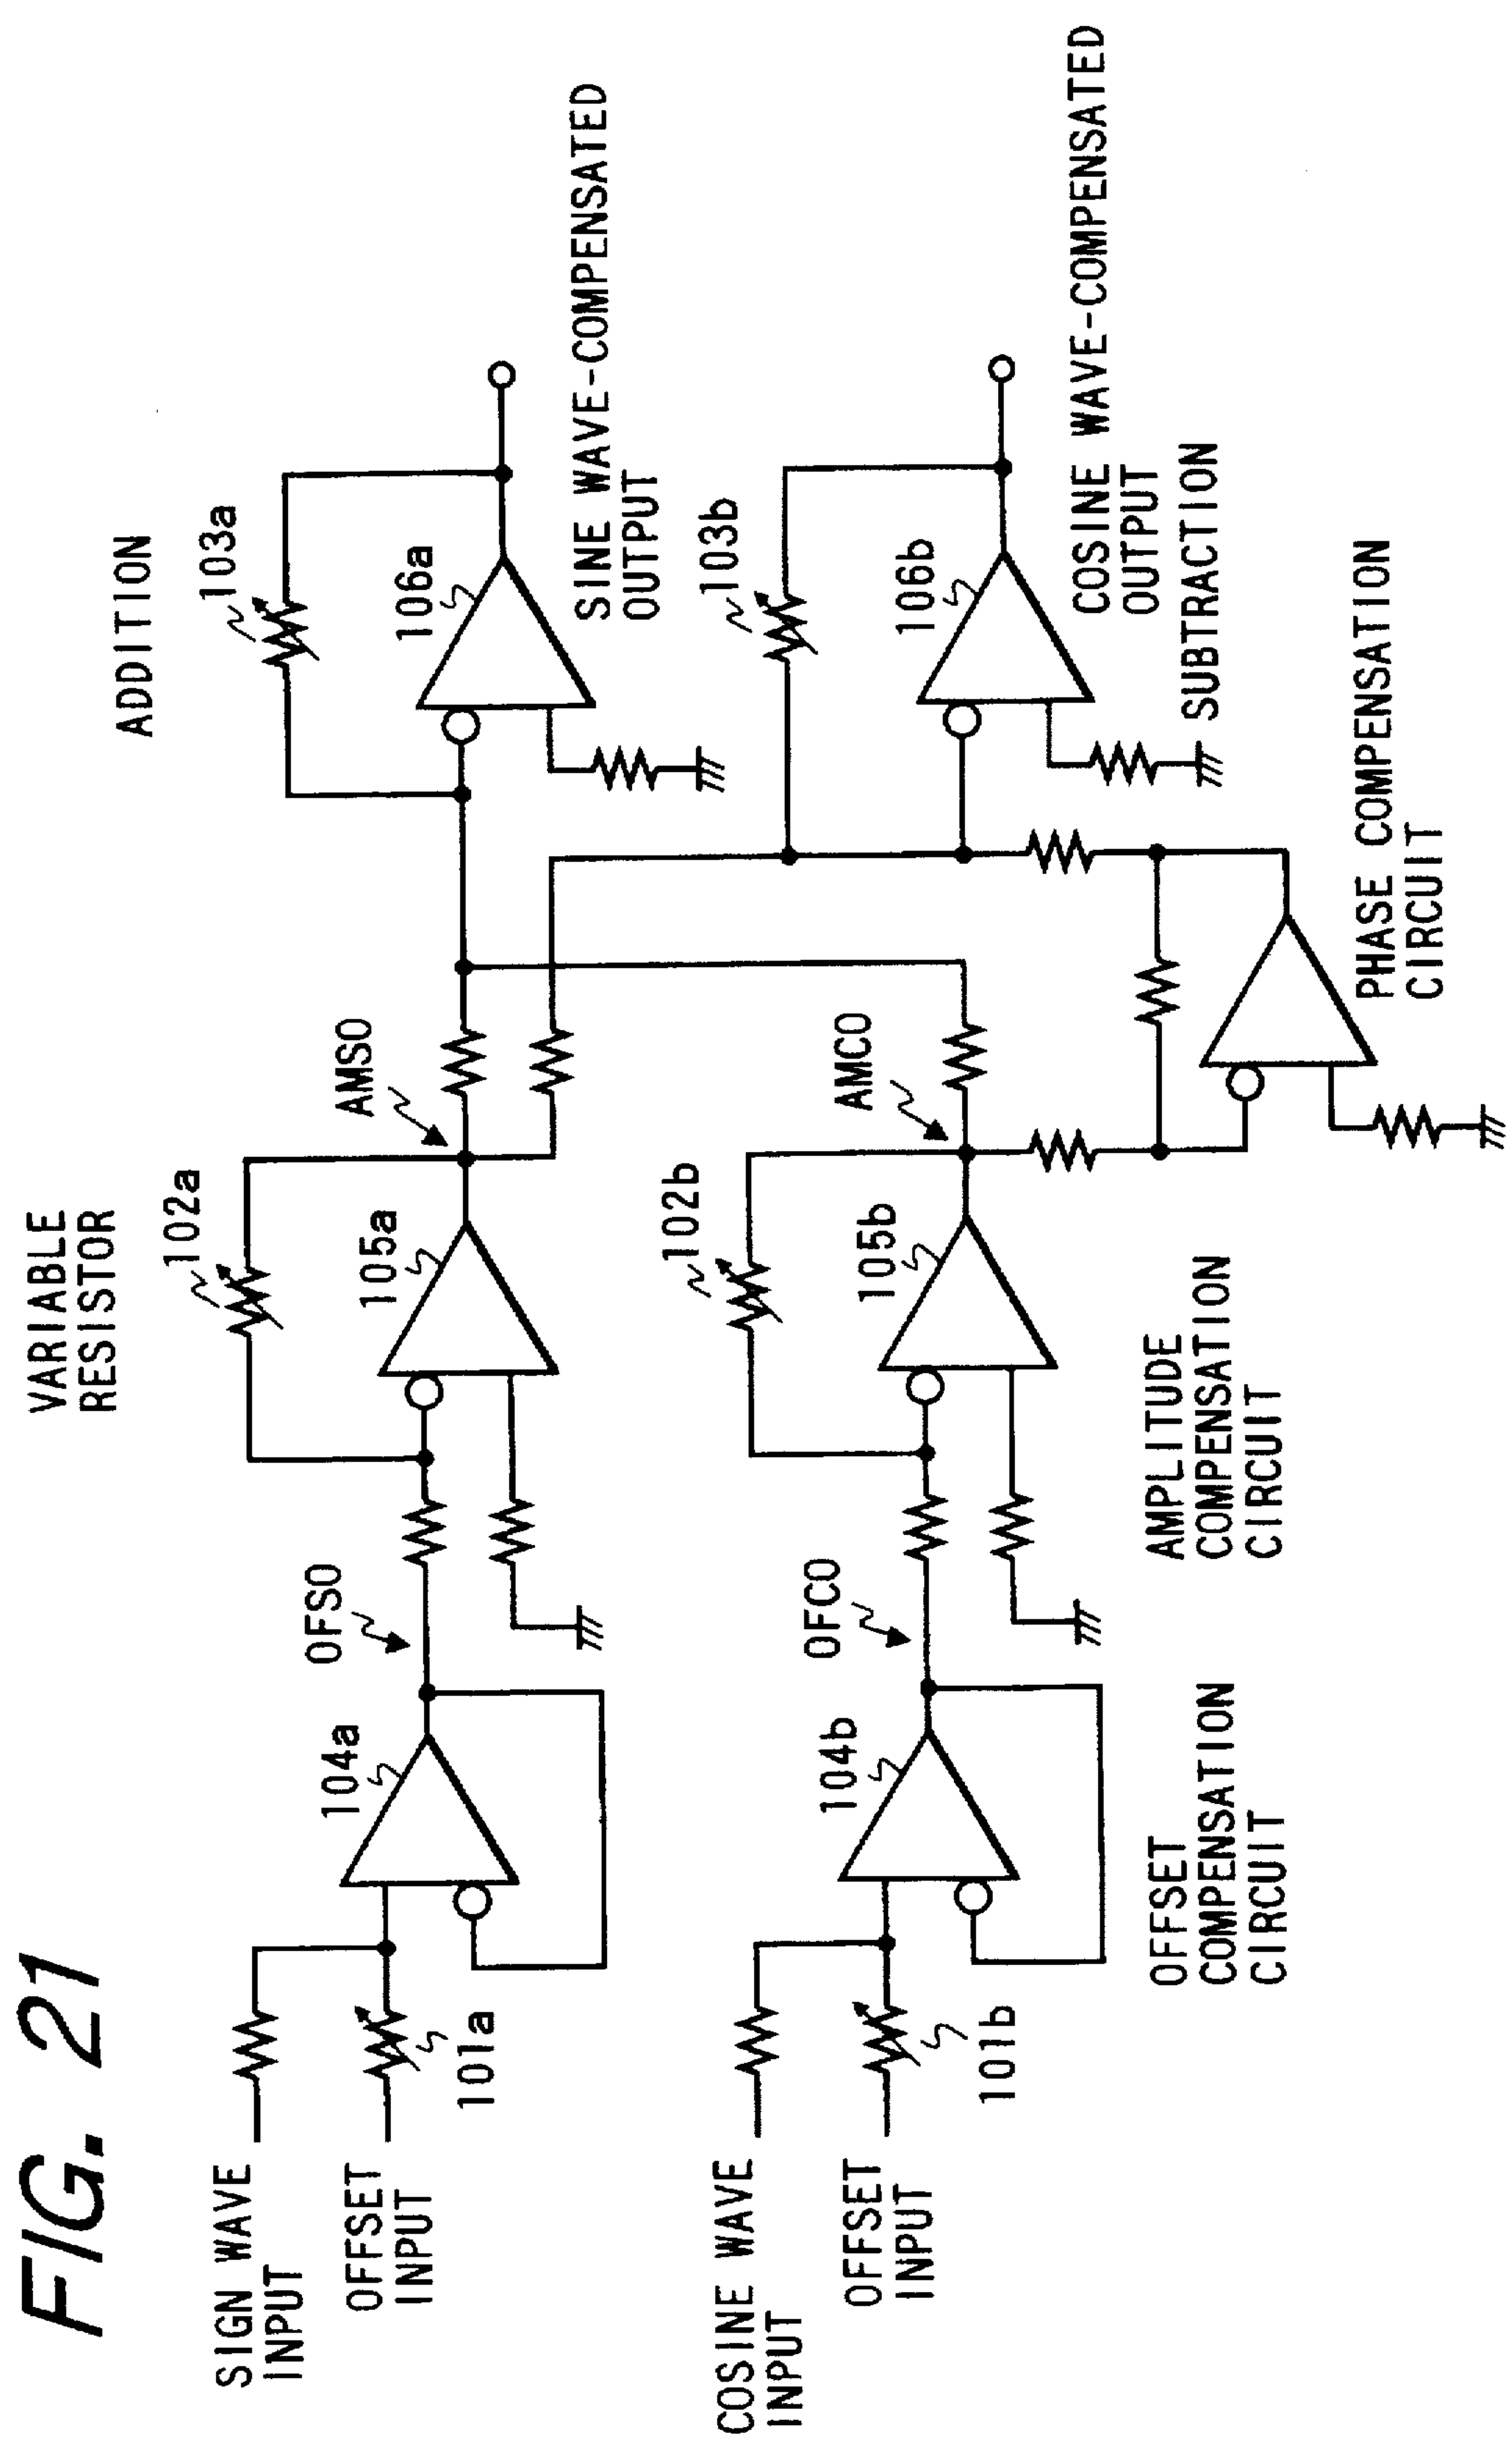 FIG. 21
VARIABLE
RESISTOR
ADDITION
102a
103a
SIGN WAVE
INPUT
OFFSET
INPUT
101a
104a
OFSO
105a
AMSO
106a
SINE WAVE-COMPENSATED
OUTPUT
102b
103b
COSINE WAVE
INPUT
OFFSET
INPUT
101b
104b
OFCO
105b
AMCO
106b
COSINE WAVE-COMPENSATED
OUTPUT
SUBTRACTION
OFFSET
COMPENSATION
CIRCUIT
AMPLITUDE
COMPENSATION
CIRCUIT
PHASE COMPENSATION
CIRCUIT